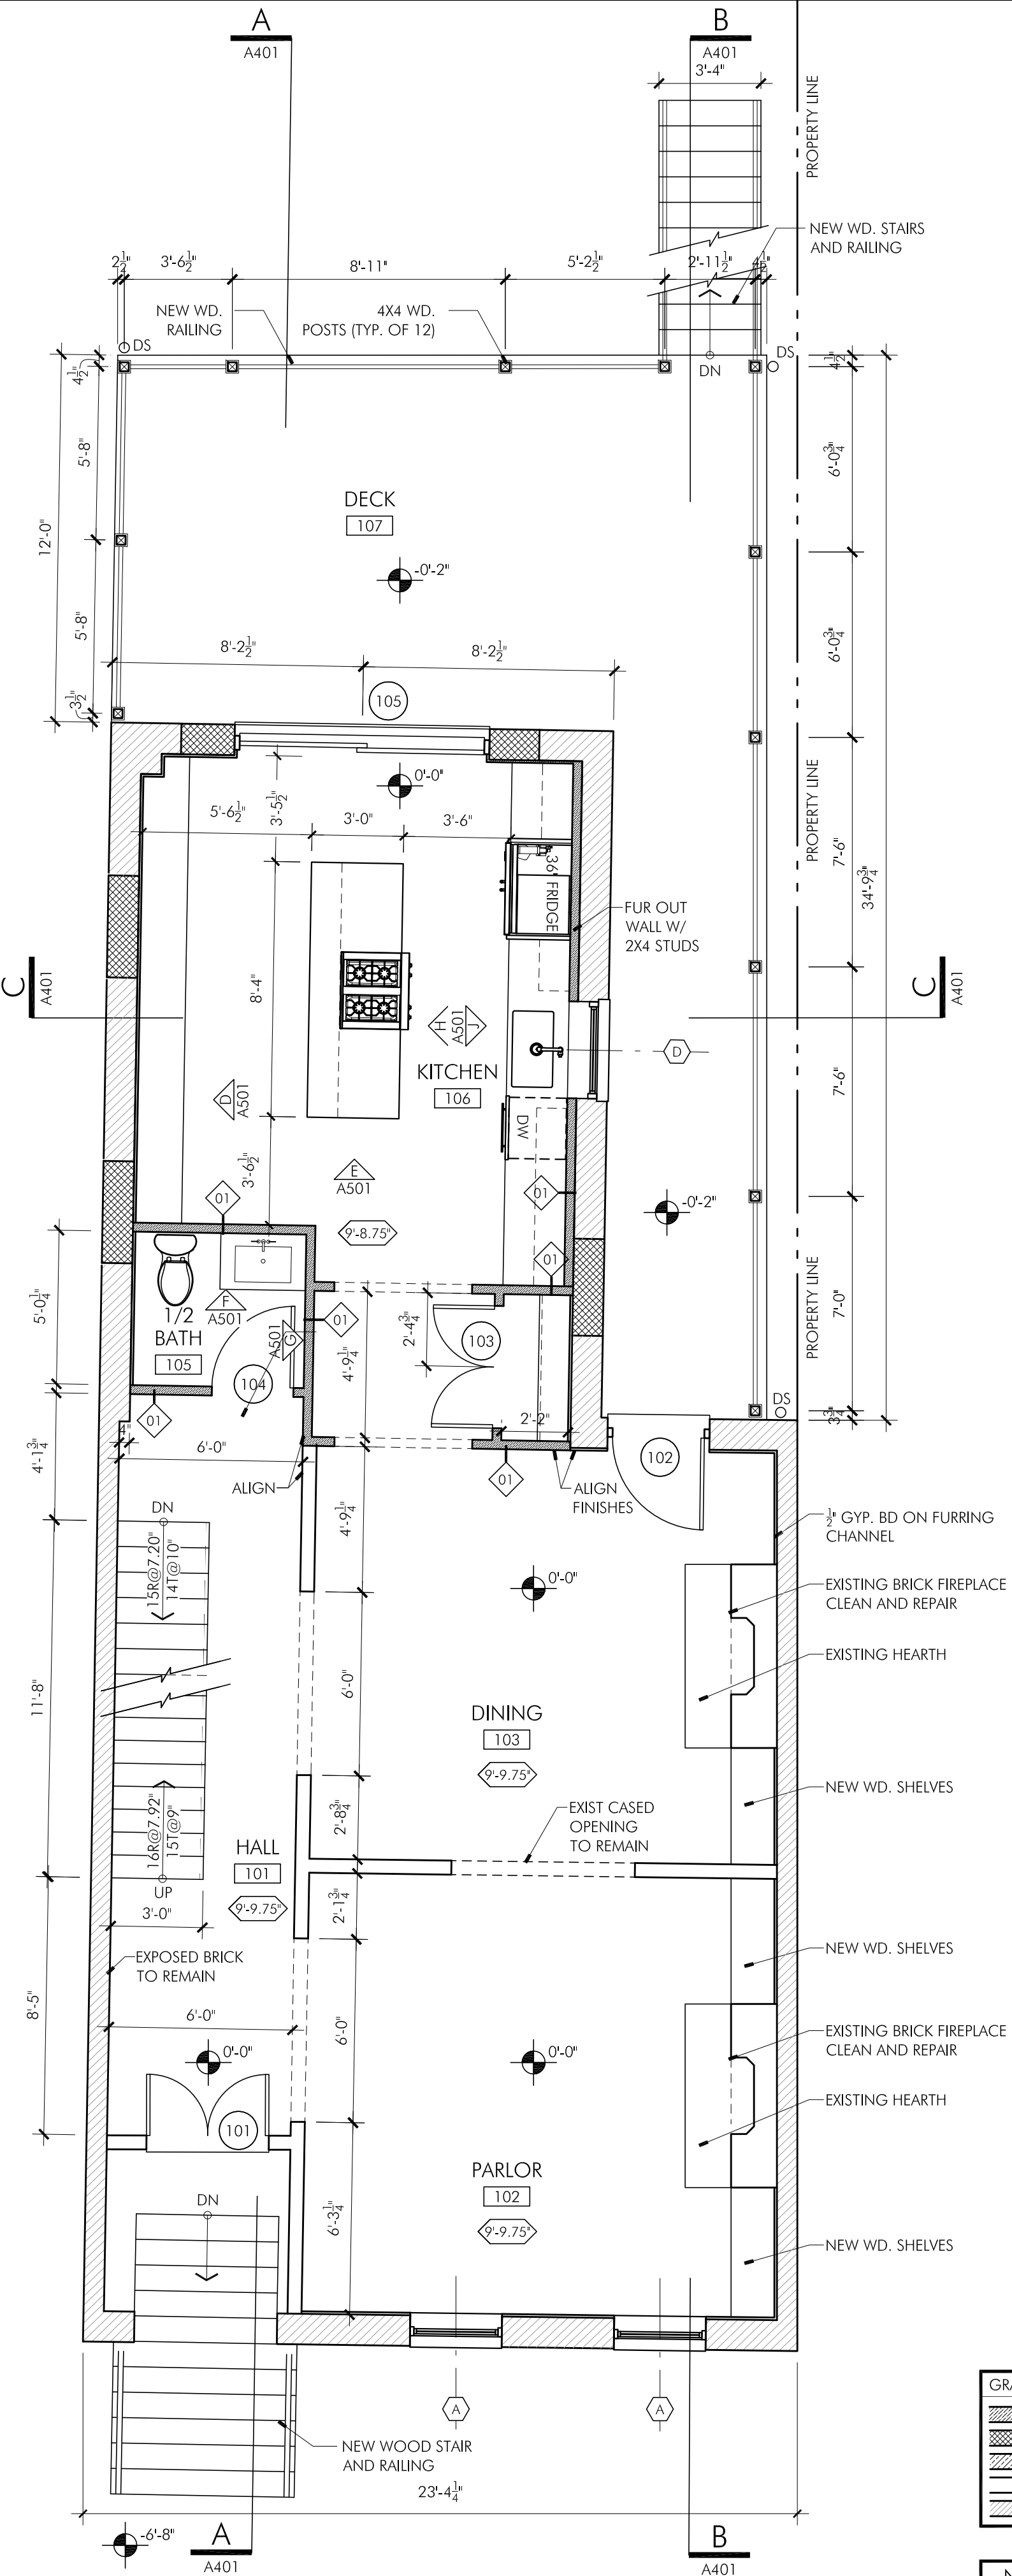 A
A401
B
A401
3'-4"
PROPERTY LINE
NEW WD. STAIRS
AND RAILING
2½"
3'-6½"
8'-11"
5'-2½"
2'-11½"
4½"
NEW WD.
RAILING
4X4 WD.
POSTS (TYP. OF 12)
DS
DN
DS
4½"
4½"
5'-8"
6'-0¾"
DECK
107
12'-0"
-0'-2"
5'-8"
6'-0¾"
8'-2½"
8'-2½"
3½"
105
0'-0"
PROPERTY LINE
5'-6½"
3'-5½"
3'-0"
3'-6"
36" FRIDGE
7'-6"
34'-9¾"
FUR OUT
WALL W/
2X4 STUDS
C
A401
8'-4"
C
A401
H
A501
J
D
KITCHEN
106
D
A501
DW
7'-6"
E
A501
3'-6½"
01
01
-0'-2"
9'-8.75"
01
PROPERTY LINE
5'-0¼"
F
A501
1/2
BATH
105
A501
G
01
4'-9¼"
2'-4¾"
103
7'-0"
104
01
DS
3¾"
4"
6'-0"
2'-2"
102
4'-1¾"
ALIGN
01
ALIGN
FINISHES
DN
4'-9¼"
½" GYP. BD ON FURRING
CHANNEL
15R@7.20"
14T@10"
0'-0"
EXISTING BRICK FIREPLACE
CLEAN AND REPAIR
EXISTING HEARTH
11'-8"
6'-0"
DINING
103
9'-9.75"
NEW WD. SHELVES
16R@7.92"
15T@9"
2'-8¾"
EXIST CASED
OPENING
TO REMAIN
HALL
101
9'-9.75"
UP
3'-0"
2'-1¾"
EXPOSED BRICK
TO REMAIN
NEW WD. SHELVES
8'-5"
6'-0"
6'-0"
0'-0"
0'-0"
EXISTING BRICK FIREPLACE
CLEAN AND REPAIR
EXISTING HEARTH
101
PARLOR
102
9'-9.75"
DN
6'-3¼"
NEW WD. SHELVES
A
A
NEW WOOD STAIR
AND RAILING
23'-4¼"
-6'-8"
A
A401
B
A401
GRA